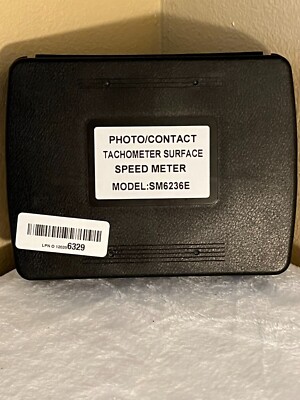 PHOTO/CONTACT
TACHOMETER SURFACE
SPEED METER
MODEL:SM6236E
6329